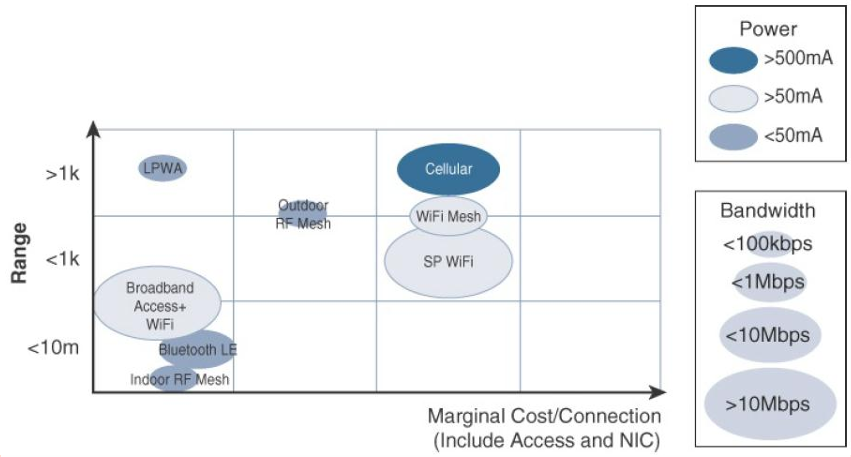 Power
>500mA
>50mA
<50mA
>1k
LPWA
Cellular
Outdoor
RF Mesh
WiFi Mesh
Range
<1k
SP WiFi
Broadband
Access+
WiFi
<10m
Bluetooth LE
Indoor RF Mesh
Marginal Cost/Connection
(Include Access and NIC)
Bandwidth
<100kbps
<1Mbps
<10Mbps
>10Mbps